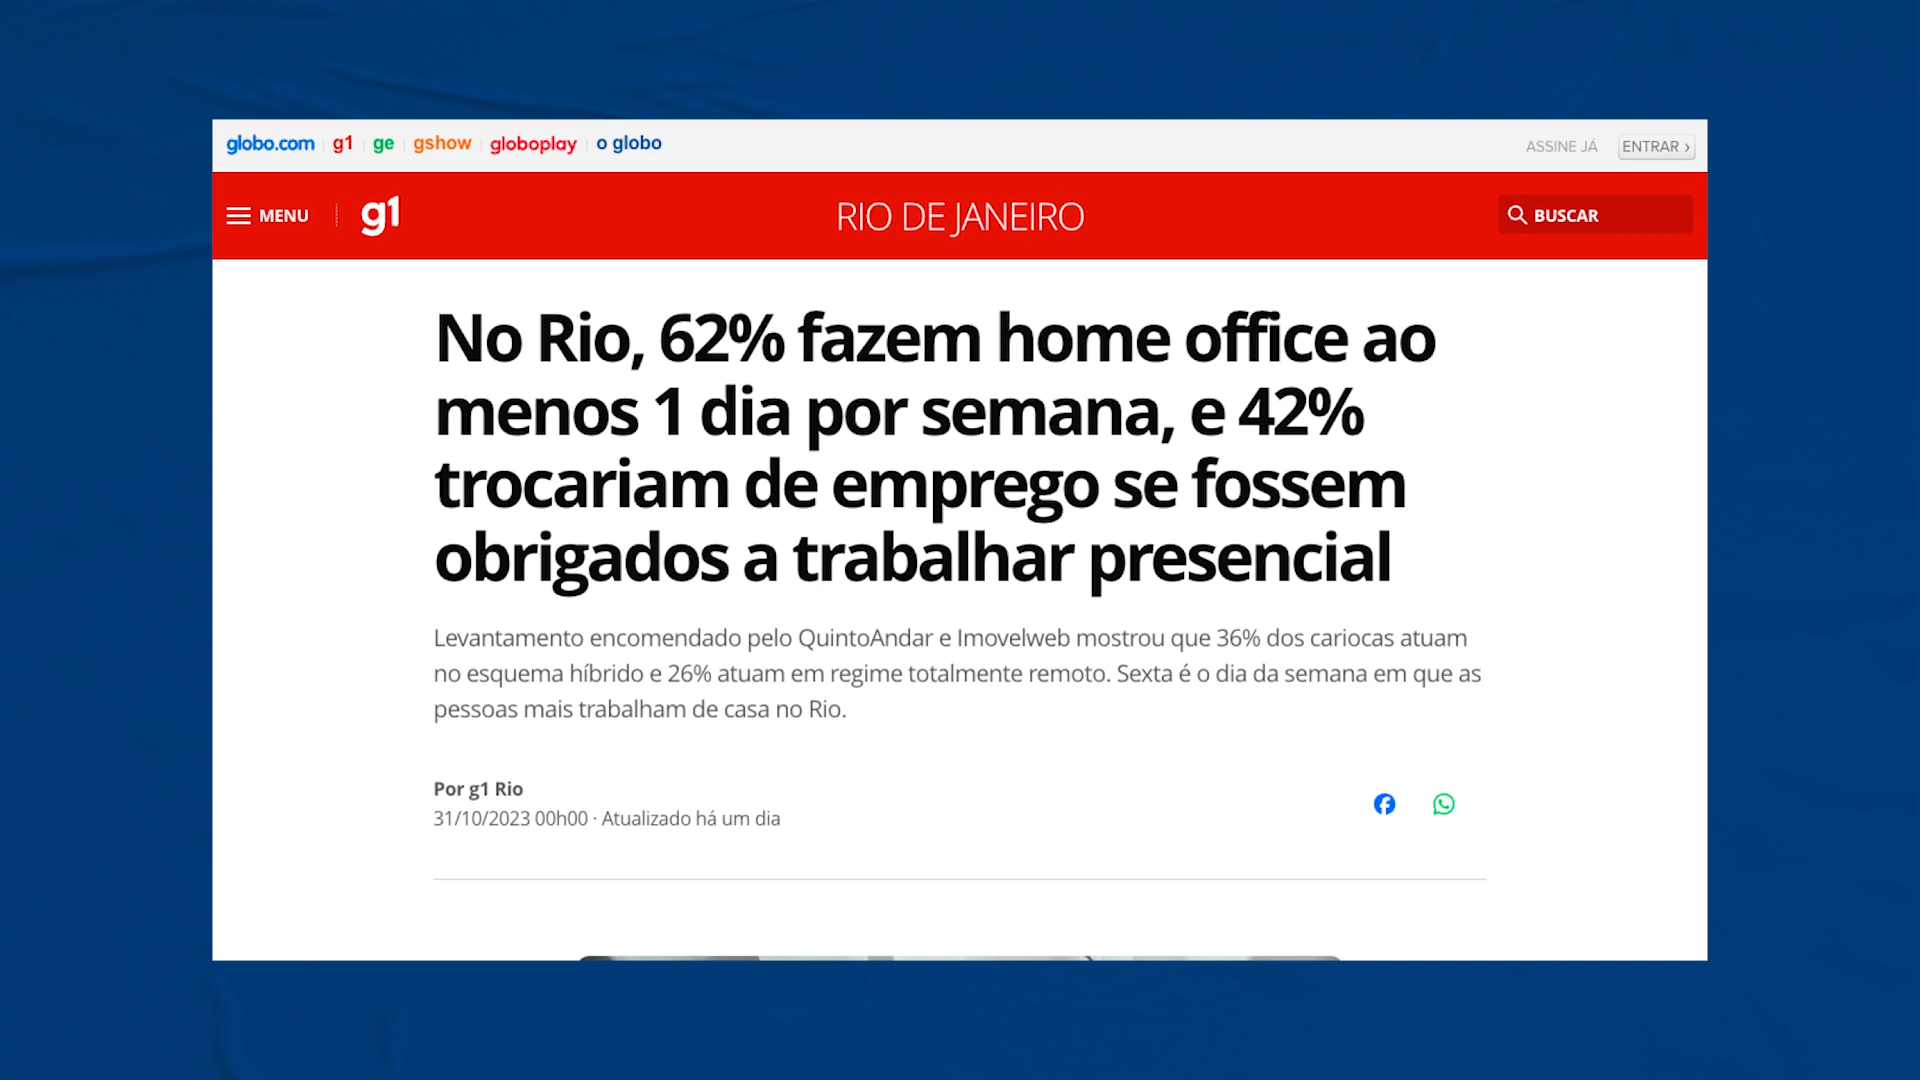 globo.com g1 ge gshow globoplay o globo ASSINE JÁ ENTRAR ›
MENU g1 RIO DE JANEIRO BUSCAR
No Rio, 62% fazem home office ao
menos 1 dia por semana, e 42%
trocariam de emprego se fossem
obrigados a trabalhar presencial
Levantamento encomendado pelo QuintoAndar e Imovelweb mostrou que 36% dos cariocas atuam
no esquema híbrido e 26% atuam em regime totalmente remoto. Sexta é o dia da semana em que as
pessoas mais trabalham de casa no Rio.
Por g1 Rio
31/10/2023 00h00 · Atualizado há um dia